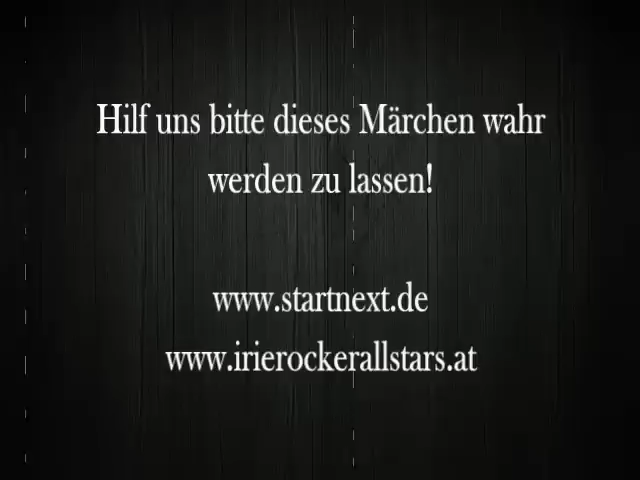 Hilf uns bitte dieses Märchen wahr
werden zu lassen!
www.startnext.de
www.irierockerallstars.at